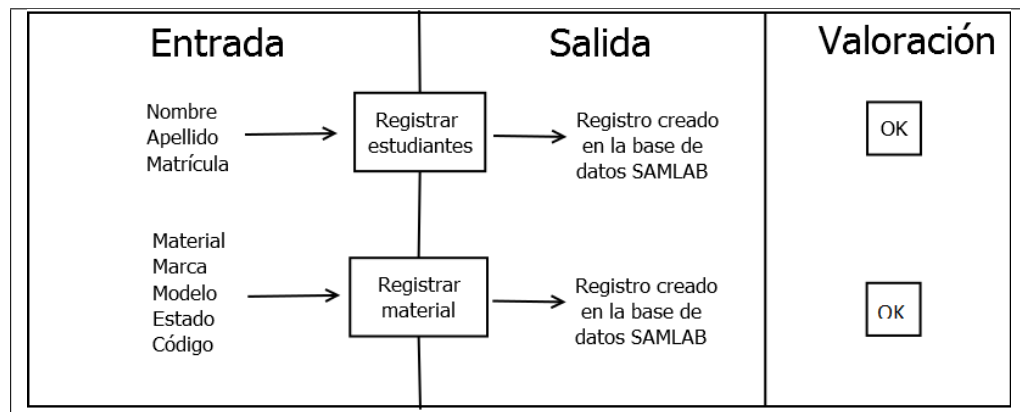 Entrada
Salida
Valoración
Nombre
Apellido
Matrícula
Registrar
estudiantes
Registro creado
en la base de
datos SAMLAB
OK
Material
Marca
Modelo
Estado
Código
Registrar
material
Registro creado
en la base de
datos SAMLAB
OK